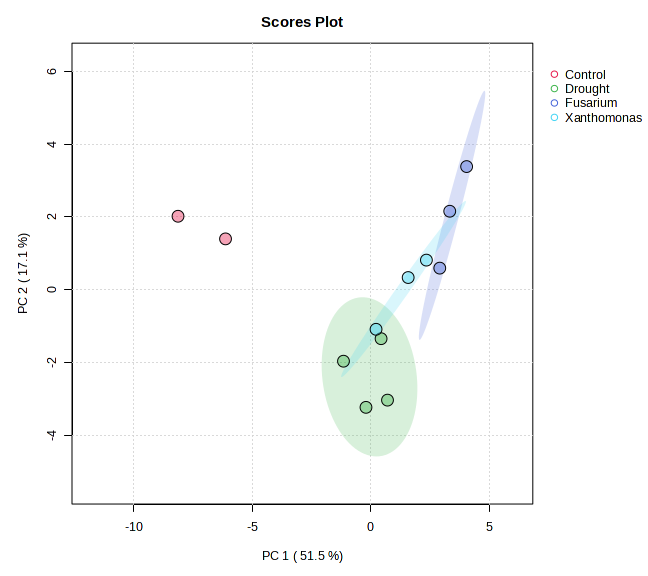 Scores Plot
Control
Drought
Fusarium
Xanthomonas
6
4
2
0
-2
-4
PC 2 ( 17.1 %)
-10
-5
0
5
PC 1 ( 51.5 %)